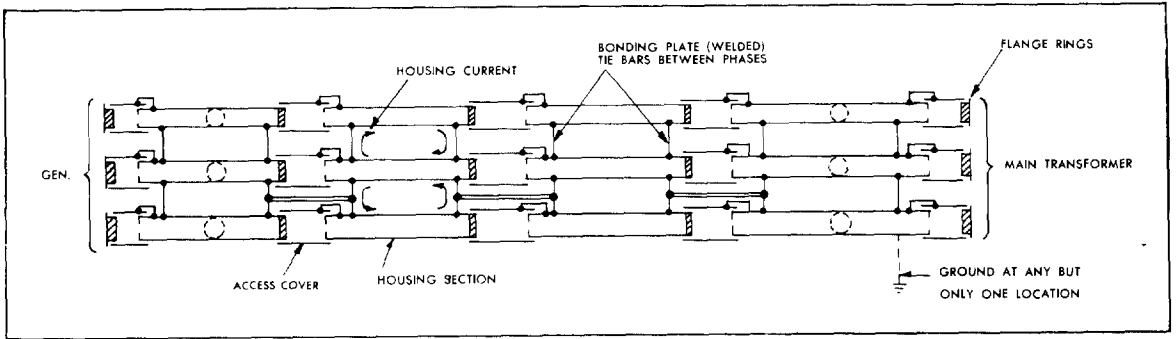 FLANGE RINGS
BONDING PLATE (WELDED)
TIE BARS BETWEEN PHASES
HOUSING CURRENT
GEN.
MAIN TRANSFORMER
ACCESS COVER
HOUSING SECTION
GROUND AT ANY BUT
ONLY ONE LOCATION